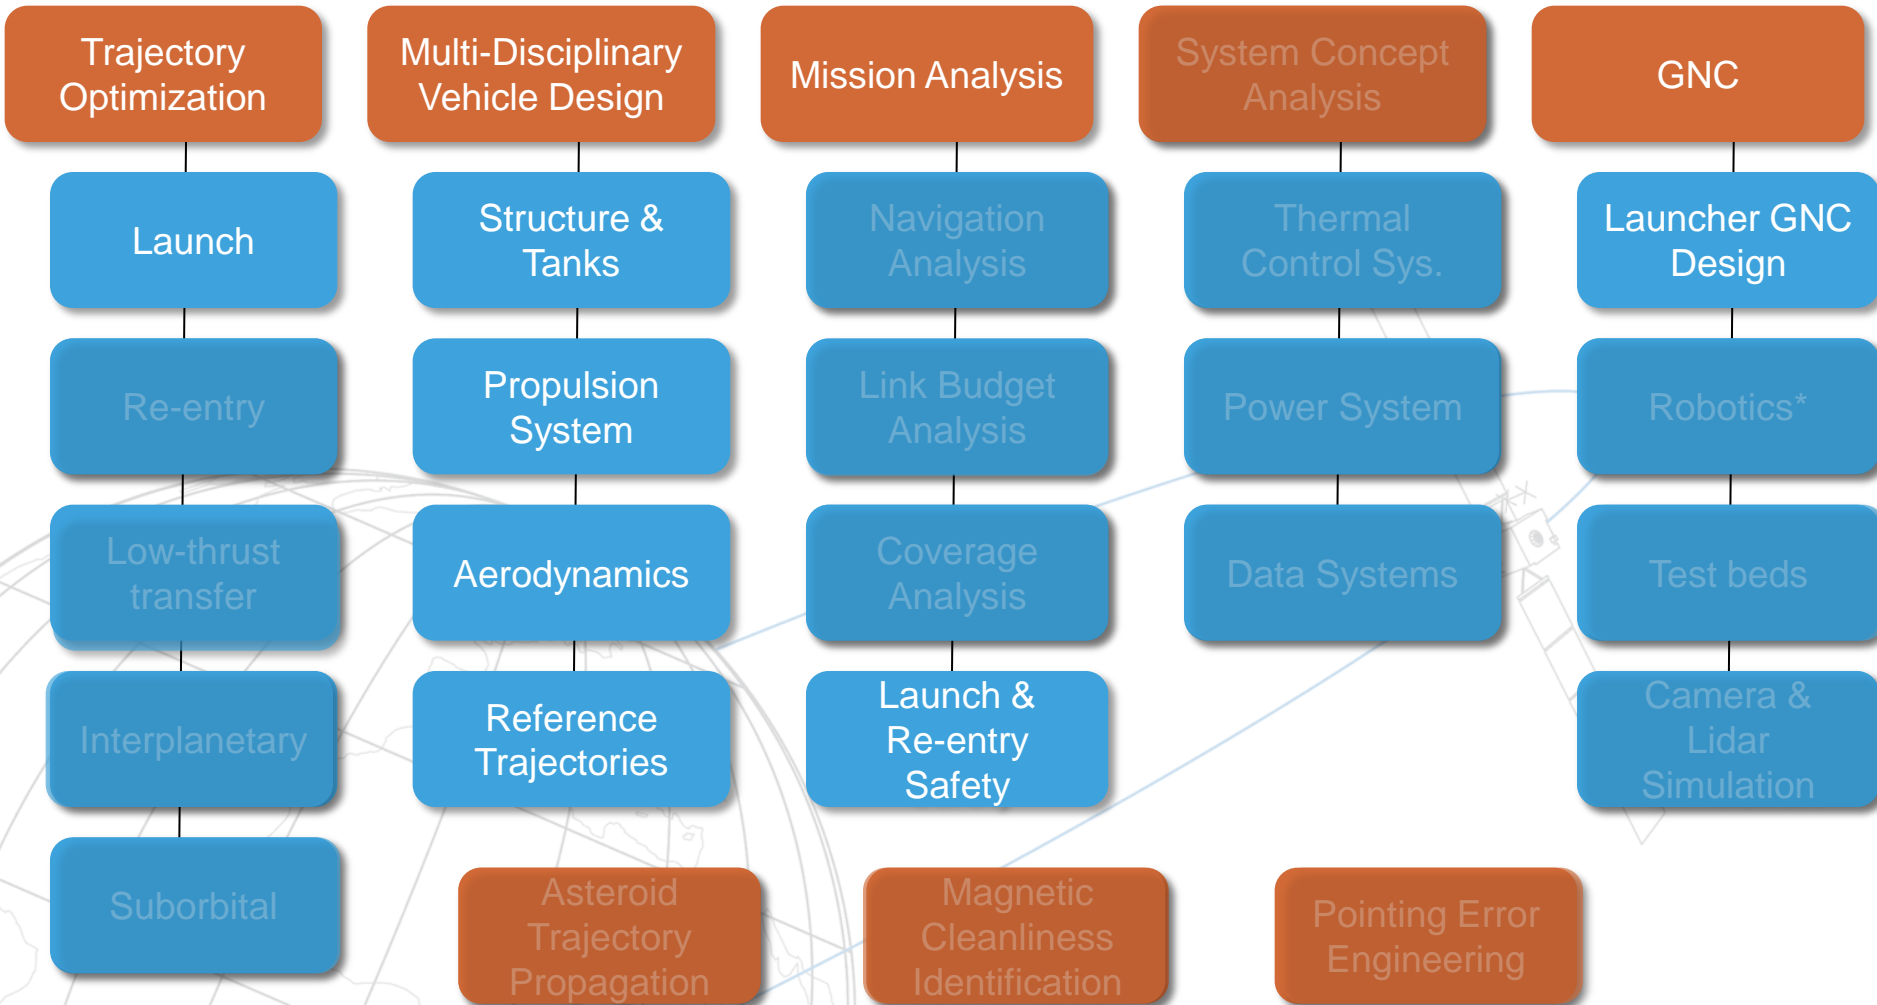 Trajectory
Optimization
Launch
Re-entry
Low-thrust
transfer
Interplanetary
Suborbital
Multi-Disciplinary
Vehicle Design
Structure &
Tanks
Propulsion
System
Aerodynamics
Reference
Trajectories
Mission Analysis
Navigation
Analysis
Link Budget
Analysis
Coverage
Analysis
Launch &
Re-entry
Safety
System Concept
Analysis
Thermal
Control Sys.
Power System
Data Systems
GNC
Launcher GNC
Design
Robotics*
Test beds
Camera &
Lidar
Simulation
Asteroid
Trajectory
Propagation
Magnetic
Cleanliness
Identification
Pointing Error
Engineering